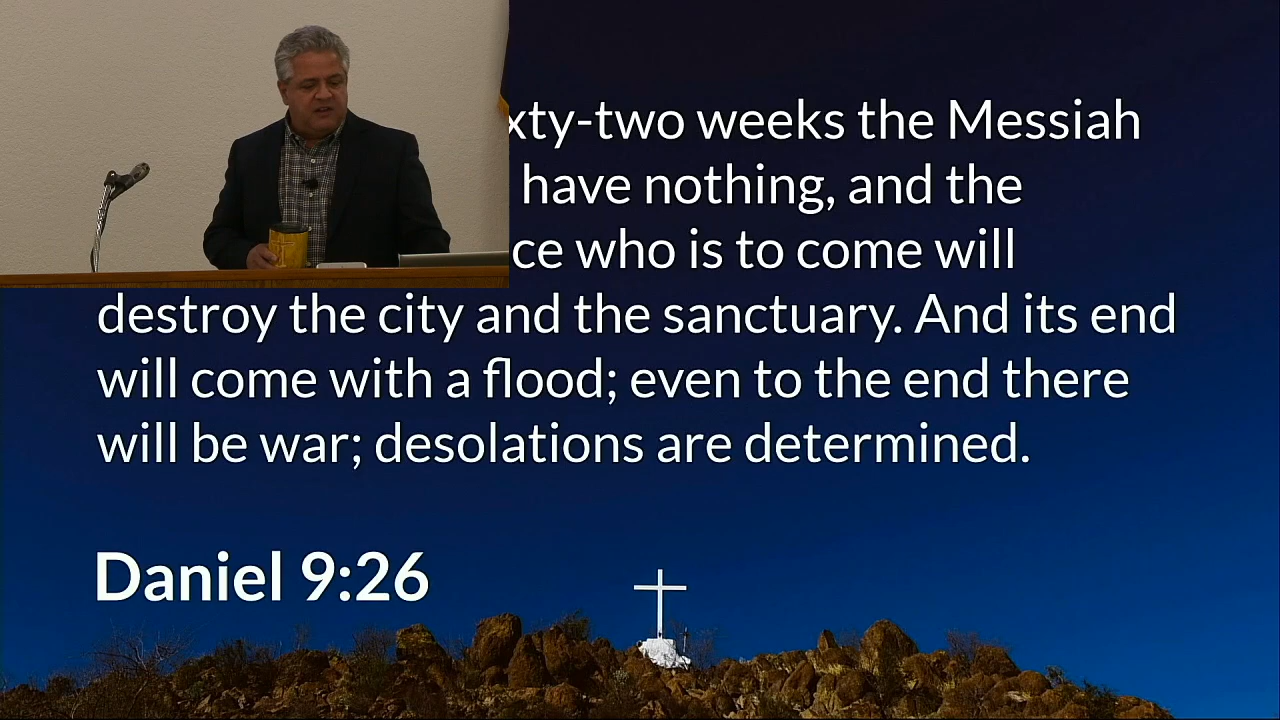 xty-two weeks the Messiah
have nothing, and the
ce who is to come will
destroy the city and the sanctuary. And its end
will come with a flood; even to the end there
will be war; desolations are determined.
Daniel 9:26